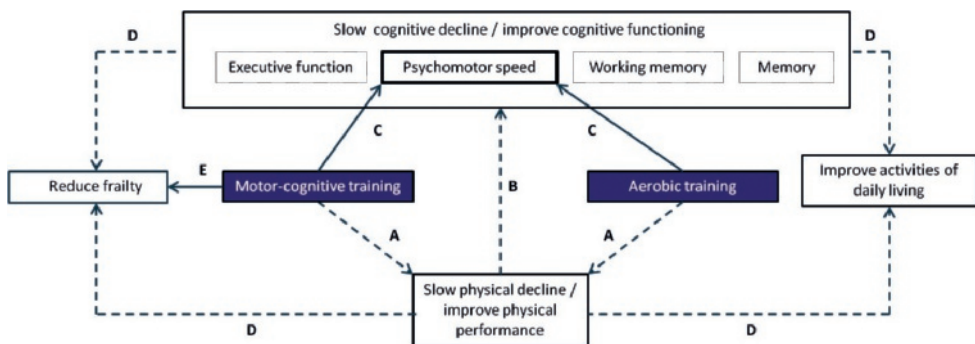 D
Slow cognitive decline / improve cognitive functioning
D
Executive function
Psychomotor speed
Working memory
Memory
C
C
E
B
Reduce frailty
Motor-cognitive training
Aerobic training
Improve activities of
daily living
A
A
Slow physical decline /
improve physical
performance
D
D